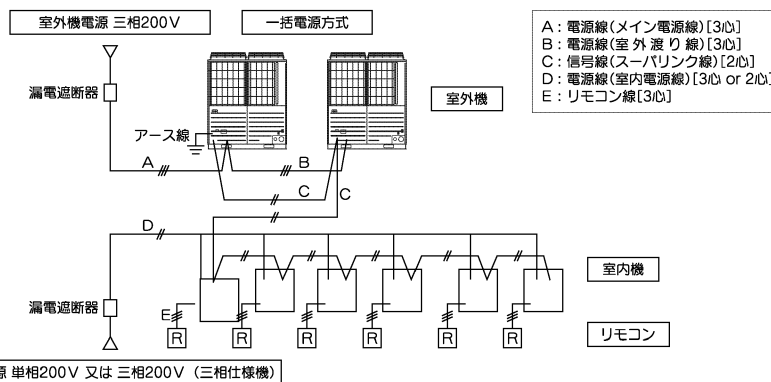 室外機電源 三相200V
一括電源方式
A：電源線(メイン電源線)[3心]
B：電源線(室外渡り線)[3心]
C：信号線(スーパリンク線)[2心]
D：電源線(室内電源線)[3心 or 2心]
E：リモコン線[3心]
漏電遮断器
室外機
アース線
A
B
C
C
D
室内機
漏電遮断器
E
R
R
R
R
R
R
リモコン
源 単相200V 又は 三相200V（三相仕様機）